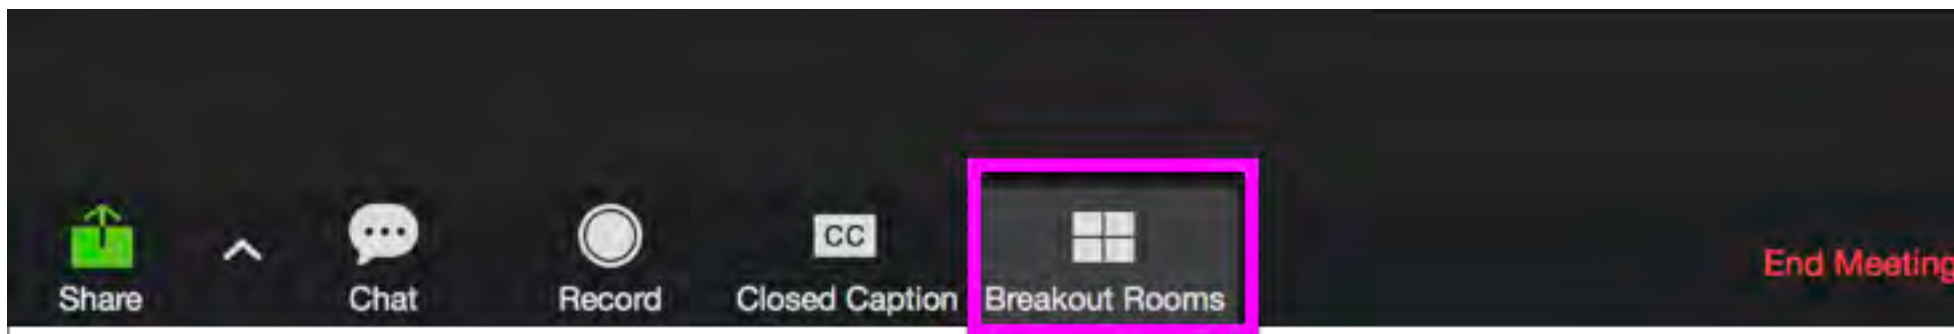 CC
Share
Chat
Record
Closed Caption
Breakout Rooms
End Meeting